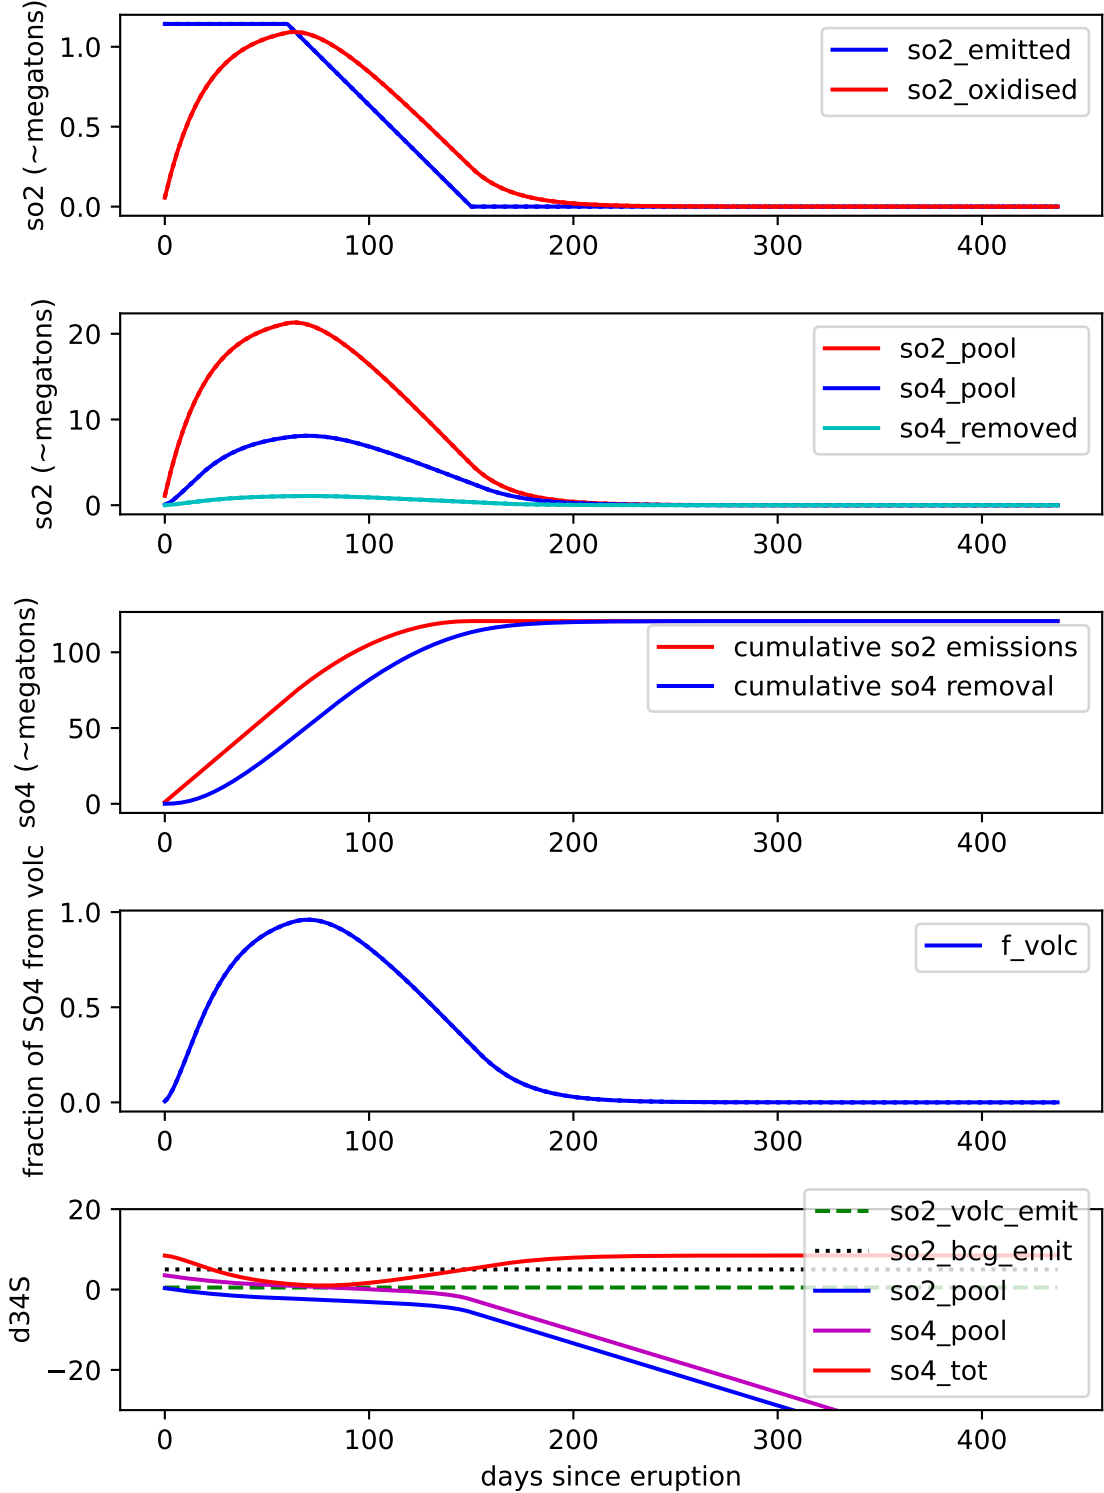 so2 (~megatons)
1.0
0.5
0.0
so2_emitted
so2_oxidised
0 100 200 300 400
so2 (~megatons)
20
10
0
so2_pool
so4_pool
so4_removed
0 100 200 300 400
so4 (~megatons)
100
50
0
cumulative so2 emissions
cumulative so4 removal
0 100 200 300 400
fraction of SO4 from volc
1.0
0.5
0.0
f_volc
0 100 200 300 400
d34S
20
0
−20
so2_volc_emit
so2_bcg_emit
so2_pool
so4_pool
so4_tot
0 100 200 300 400
days since eruption